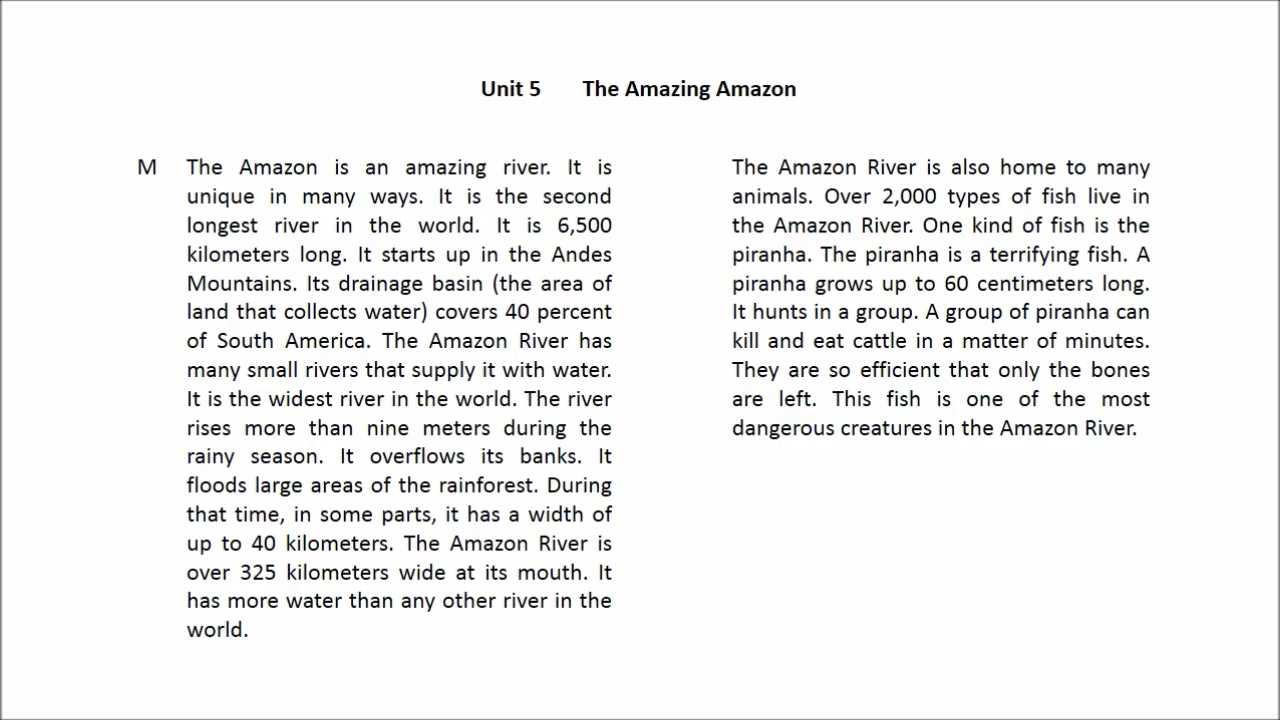 Unit 5 The Amazing Amazon
M The Amazon is an amazing river. It is
unique in many ways. It is the second
longest river in the world. It is 6,500
kilometers long. It starts up in the Andes
Mountains. Its drainage basin (the area of
land that collects water) covers 40 percent
of South America. The Amazon River has
many small rivers that supply it with water.
It is the widest river in the world. The river
rises more than nine meters during the
rainy season. It overflows its banks. It
floods large areas of the rainforest. During
that time, in some parts, it has a width of
up to 40 kilometers. The Amazon River is
over 325 kilometers wide at its mouth. It
has more water than any other river in the
world.
The Amazon River is also home to many
animals. Over 2,000 types of fish live in
the Amazon River. One kind of fish is the
piranha. The piranha is a terrifying fish. A
piranha grows up to 60 centimeters long.
It hunts in a group. A group of piranha can
kill and eat cattle in a matter of minutes.
They are so efficient that only the bones
are left. This fish is one of the most
dangerous creatures in the Amazon River.